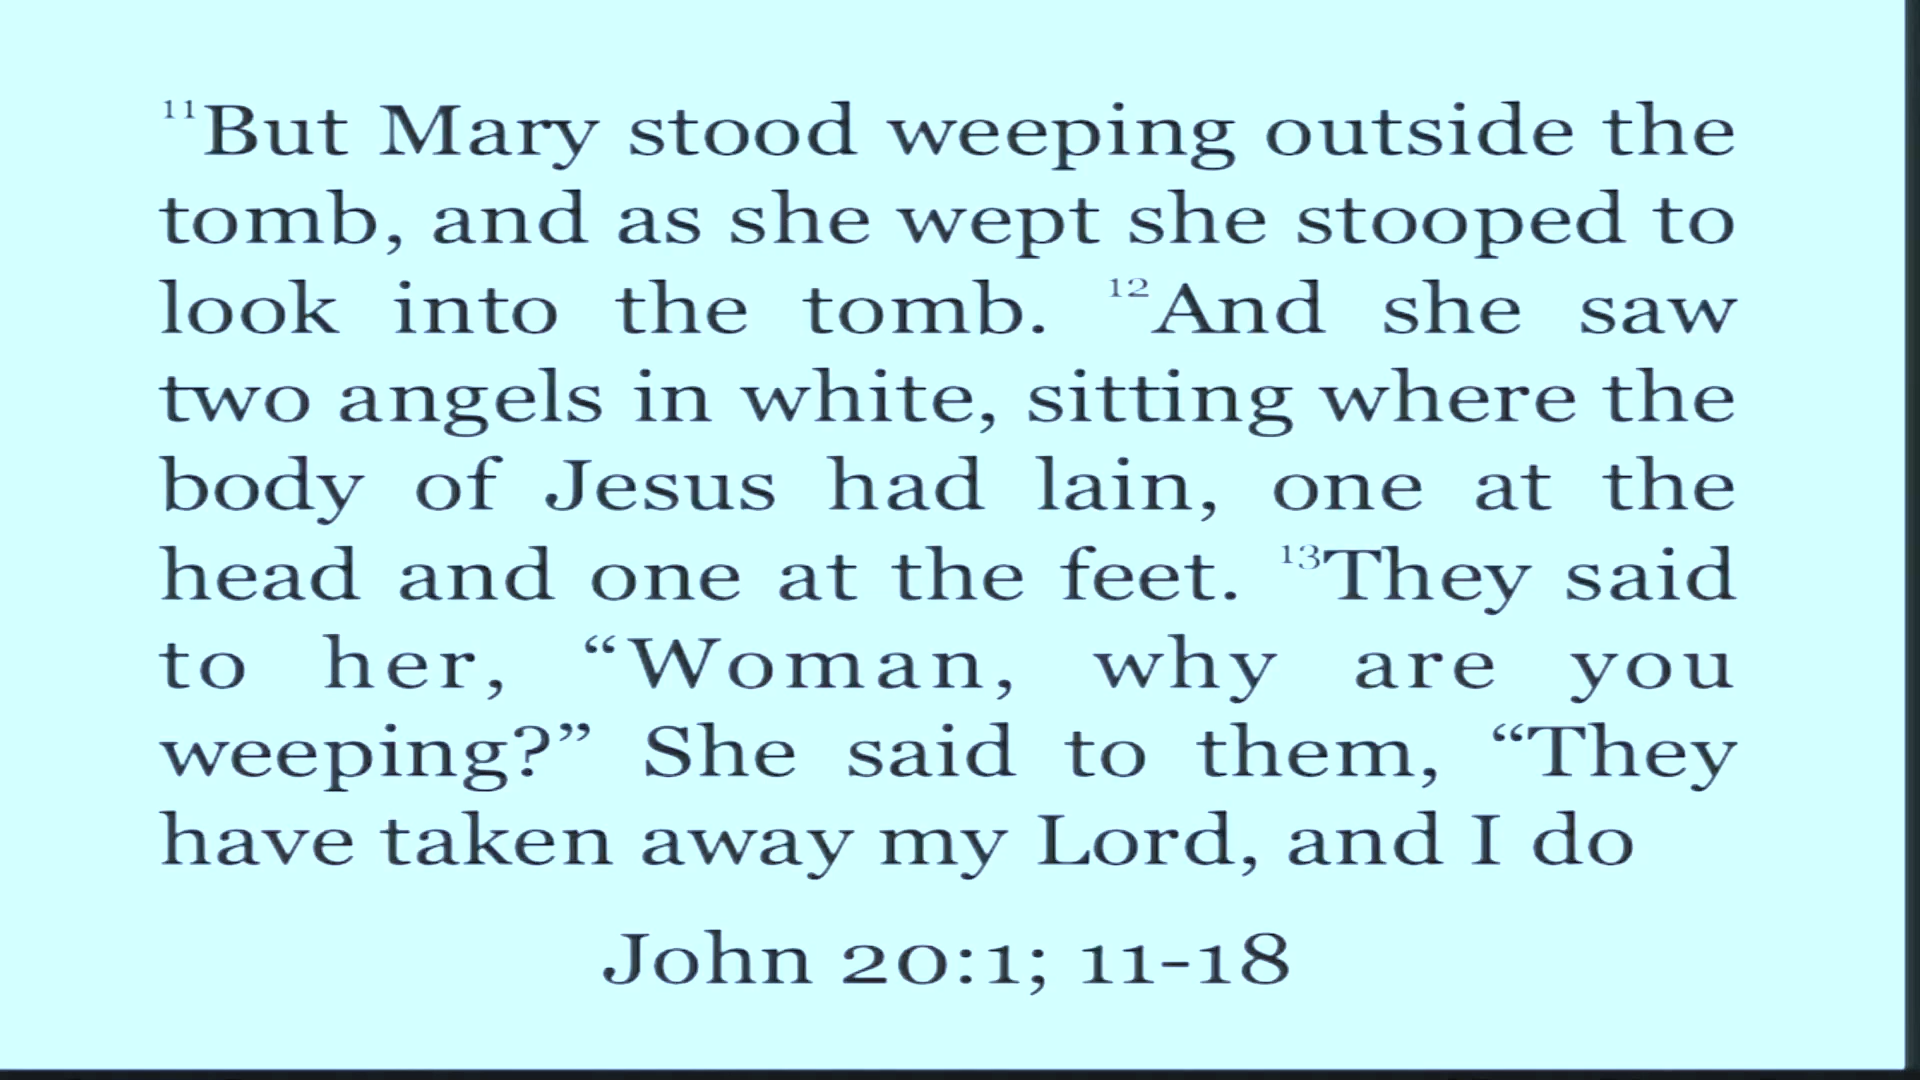 ¹¹But Mary stood weeping outside the
tomb, and as she wept she stooped to
look into the tomb. ¹²And she saw
two angels in white, sitting where the
body of Jesus had lain, one at the
head and one at the feet. ¹³They said
to her, “Woman, why are you
weeping?” She said to them, “They
have taken away my Lord, and I do
John 20:1; 11-18